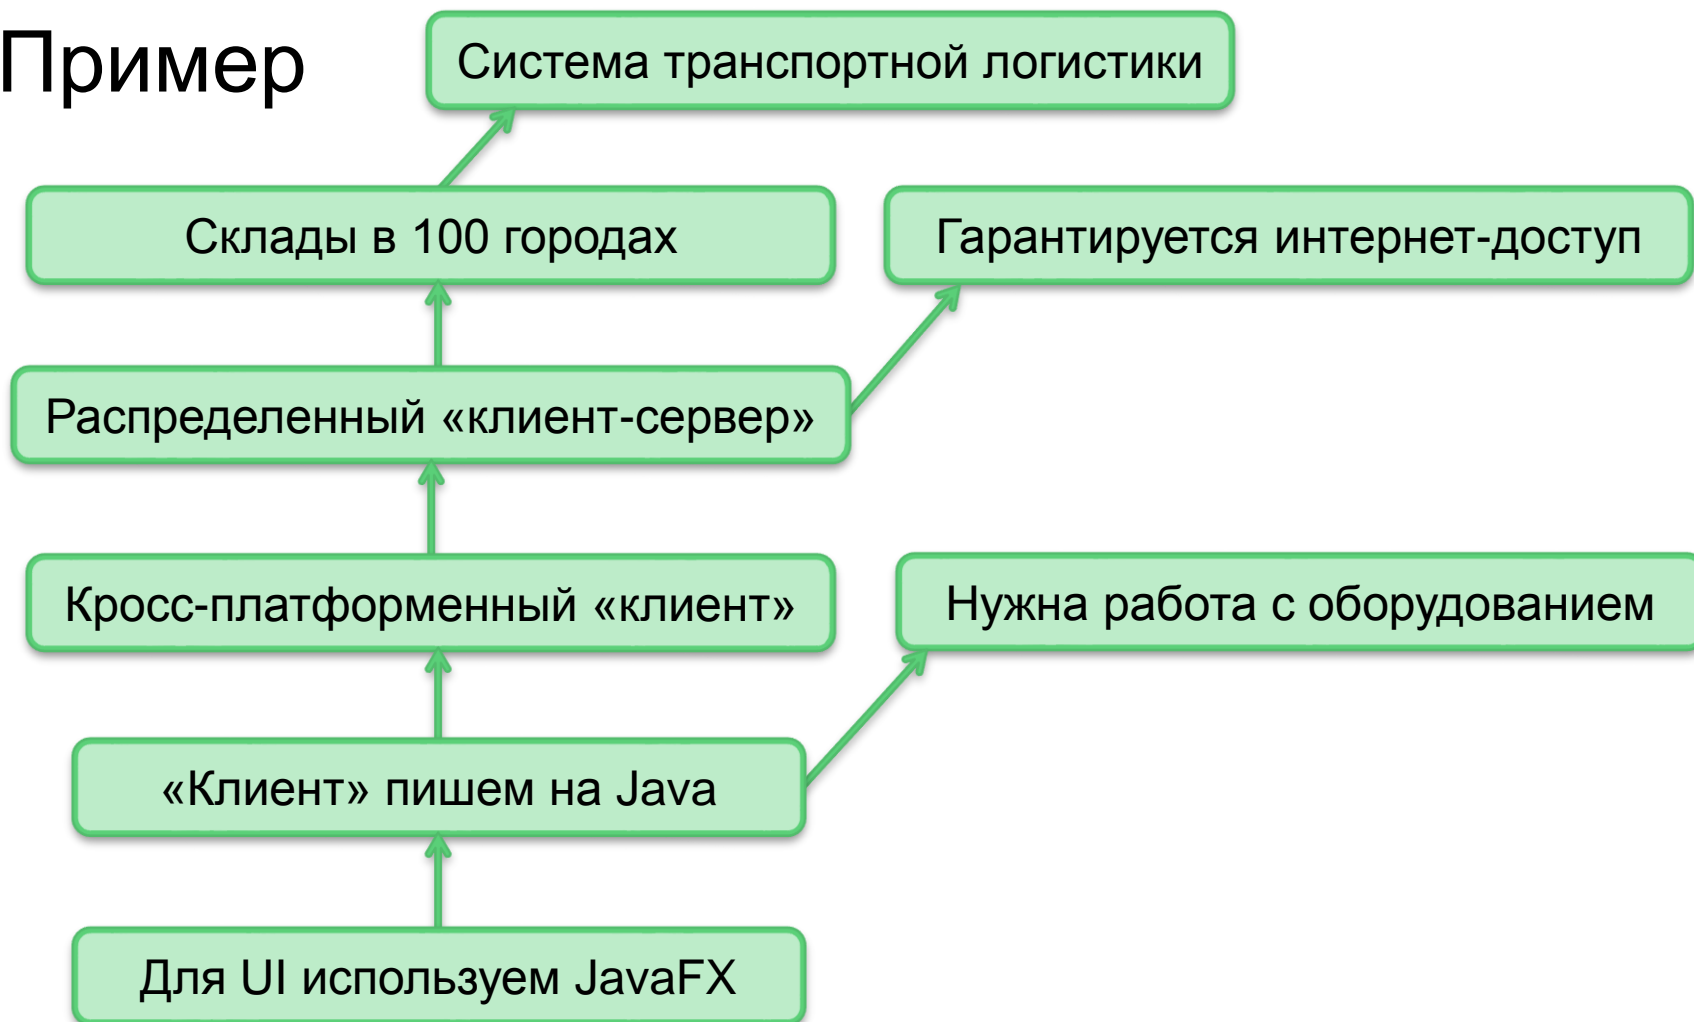 Пример
Система транспортной логистики
Склады в 100 городах
Гарантируется интернет-доступ
Распределенный «клиент-сервер»
Кросс-платформенный «клиент»
Нужна работа с оборудованием
«Клиент» пишем на Java
Для UI используем JavaFX